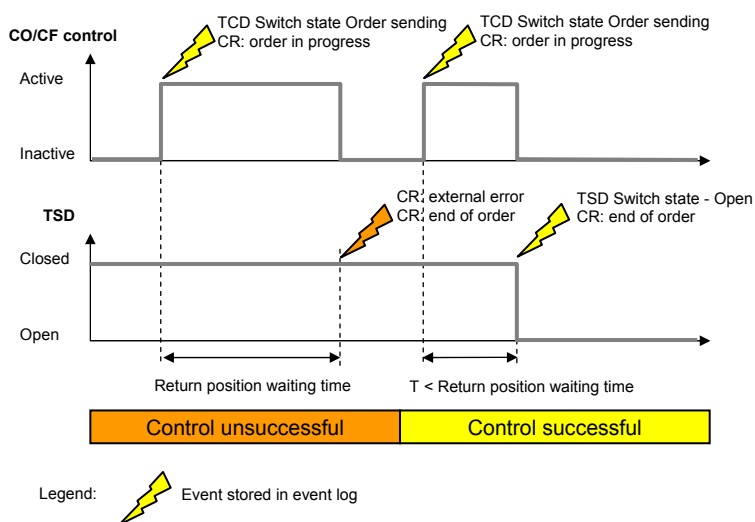 CO/CF control
TCD Switch state Order sending
CR: order in progress
TCD Switch state Order sending
CR: order in progress
Active
Inactive
TSD
CR: external error
CR: end of order
TSD Switch state - Open
CR: end of order
Closed
Open
Return position waiting time
T < Return position waiting time
Control unsuccessful
Control successful
Legend:
Event stored in event log